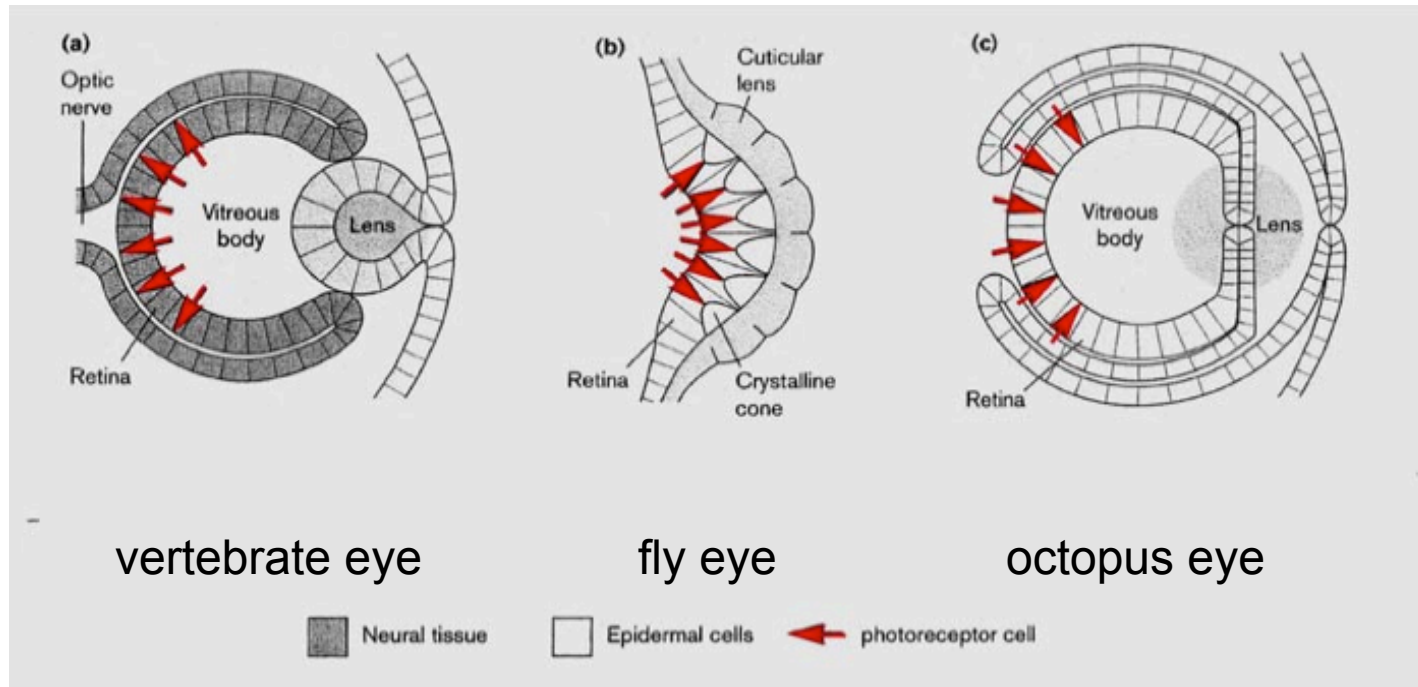 (a)
Optic
nerve
Vitreous
body
Lens
Retina
(b)
Cuticular
lens
Retina
Crystalline
cone
(c)
Vitreous
body
Lens
Retina
vertebrate eye
fly eye
octopus eye
Neural tissue
Epidermal cells
photoreceptor cell